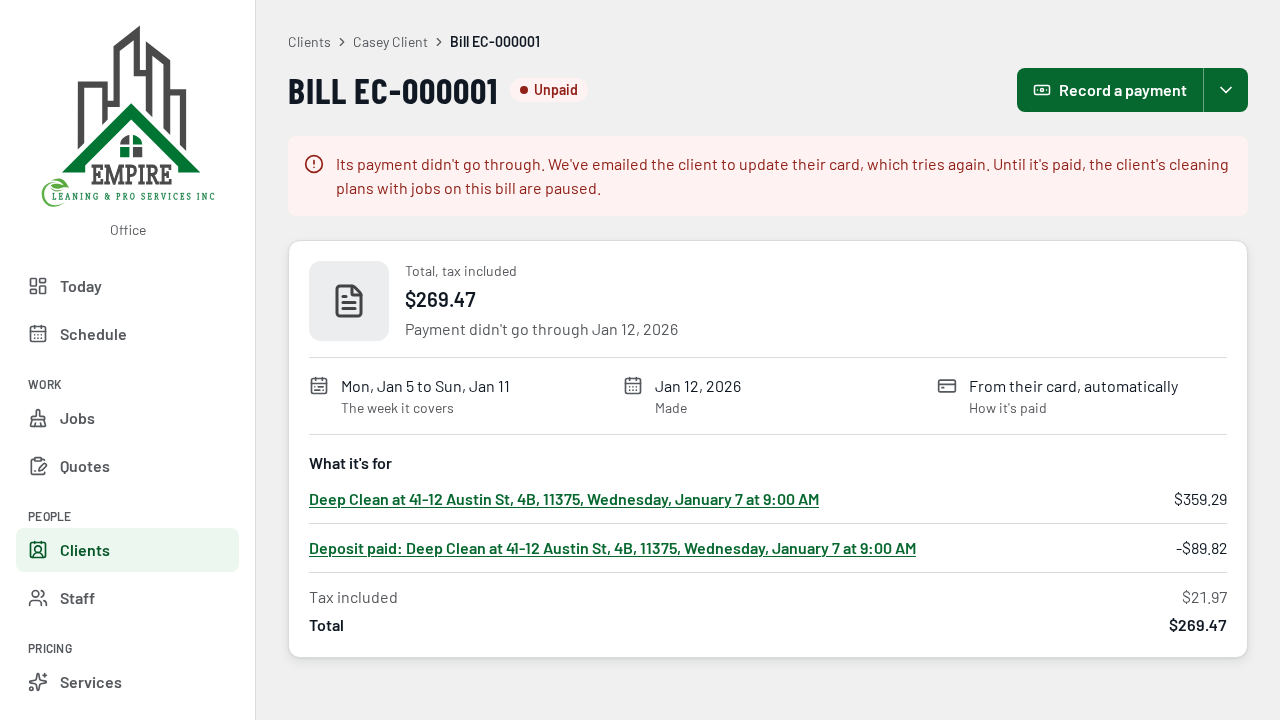 EMPIRE
LEANING & PRO SERVICES INC
Office
Today
Schedule
WORK
Jobs
Quotes
PEOPLE
Clients
Staff
PRICING
Services
Clients > Casey Client > Bill EC-000001
BILL EC-000001
Unpaid
Record a payment
Its payment didn't go through. We've emailed the client to update their card, which tries again. Until it's paid, the client's cleaning
plans with jobs on this bill are paused.
Total, tax included
$269.47
Payment didn't go through Jan 12, 2026
Mon, Jan 5 to Sun, Jan 11
The week it covers
Jan 12, 2026
Made
From their card, automatically
How it's paid
What it's for
Deep Clean at 41-12 Austin St, 4B, 11375, Wednesday, January 7 at 9:00 AM $359.29
Deposit paid: Deep Clean at 41-12 Austin St, 4B, 11375, Wednesday, January 7 at 9:00 AM -$89.82
Tax included $21.97
Total $269.47